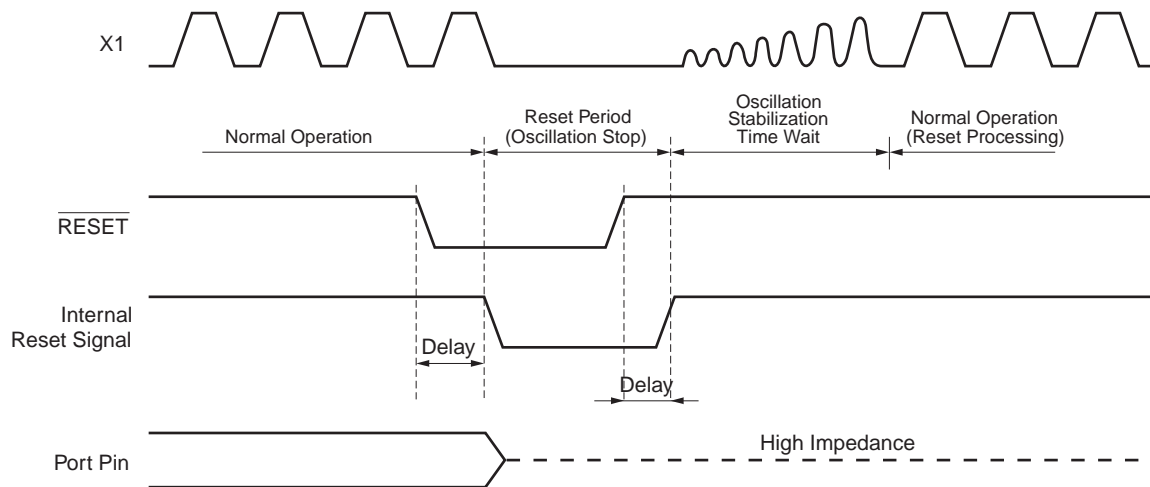 X1
Normal Operation
Reset Period
(Oscillation Stop)
Oscillation
Stabilization
Time Wait
Normal Operation
(Reset Processing)
RESET
Internal
Reset Signal
Delay
Delay
Port Pin
High Impedance